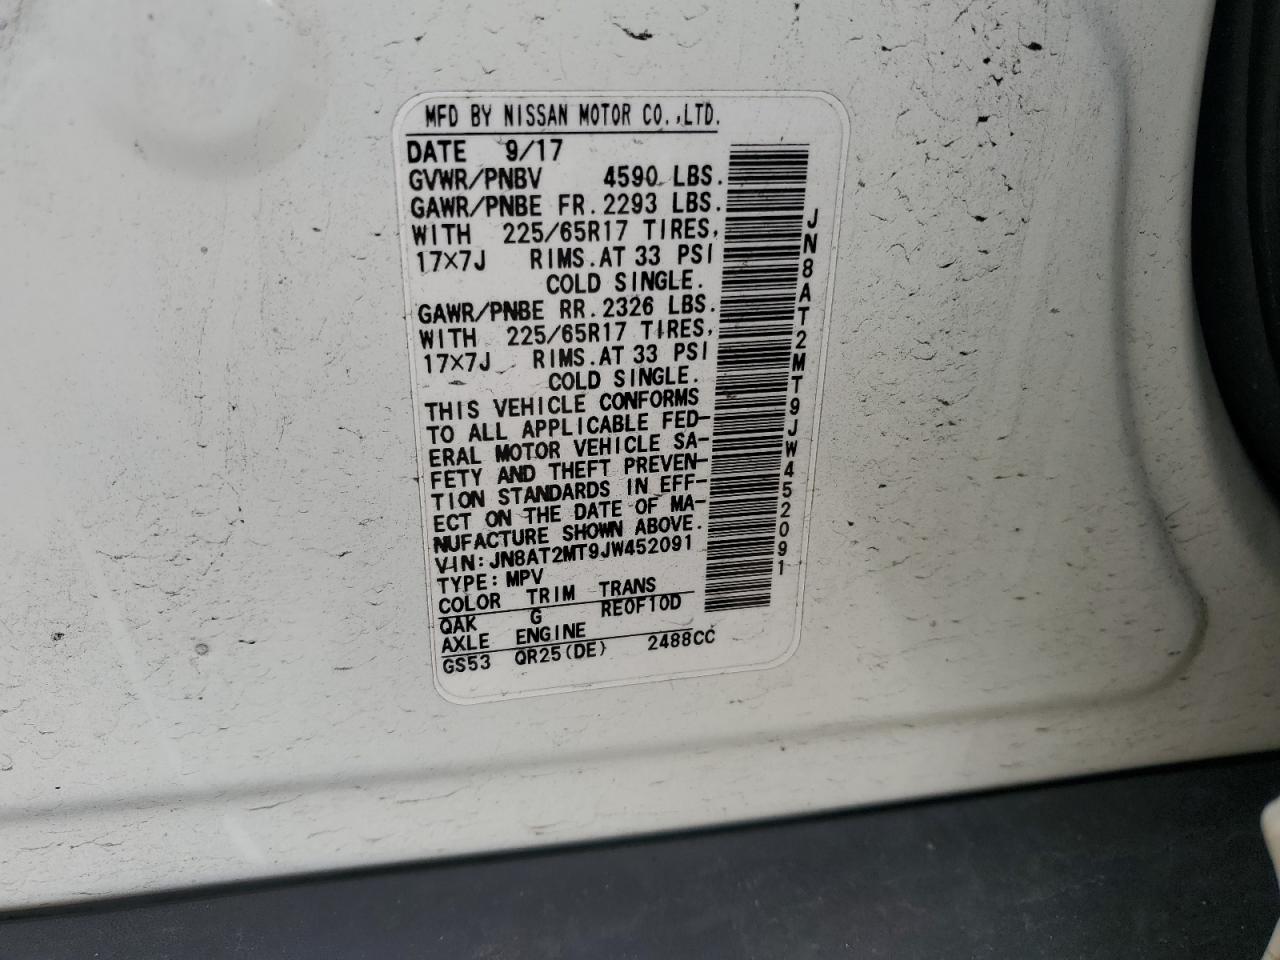 MFD BY NISSAN MOTOR CO.,LTD.
DATE 9/17
GVWR/PNBV 4590 LBS.
GAWR/PNBE FR.2293 LBS.
WITH 225/65R17 TIRES,
17X7J RIMS.AT 33 PSI
COLD SINGLE.
GAWR/PNBE RR.2326 LBS.
WITH 225/65R17 TIRES,
17X7J RIMS.AT 33 PSI
COLD SINGLE.
THIS VEHICLE CONFORMS
TO ALL APPLICABLE FED-
ERAL MOTOR VEHICLE SA-
FETY AND THEFT PREVEN-
TION STANDARDS IN EFF-
ECT ON THE DATE OF MA-
NUFACTURE SHOWN ABOVE.
VIN:JN8AT2MT9JW452091
TYPE:MPV
COLOR TRIM TRANS
QAK G RE0F10D
AXLE ENGINE
GS53 QR25(DE) 2488CC
JN8AT2MT9JW452091